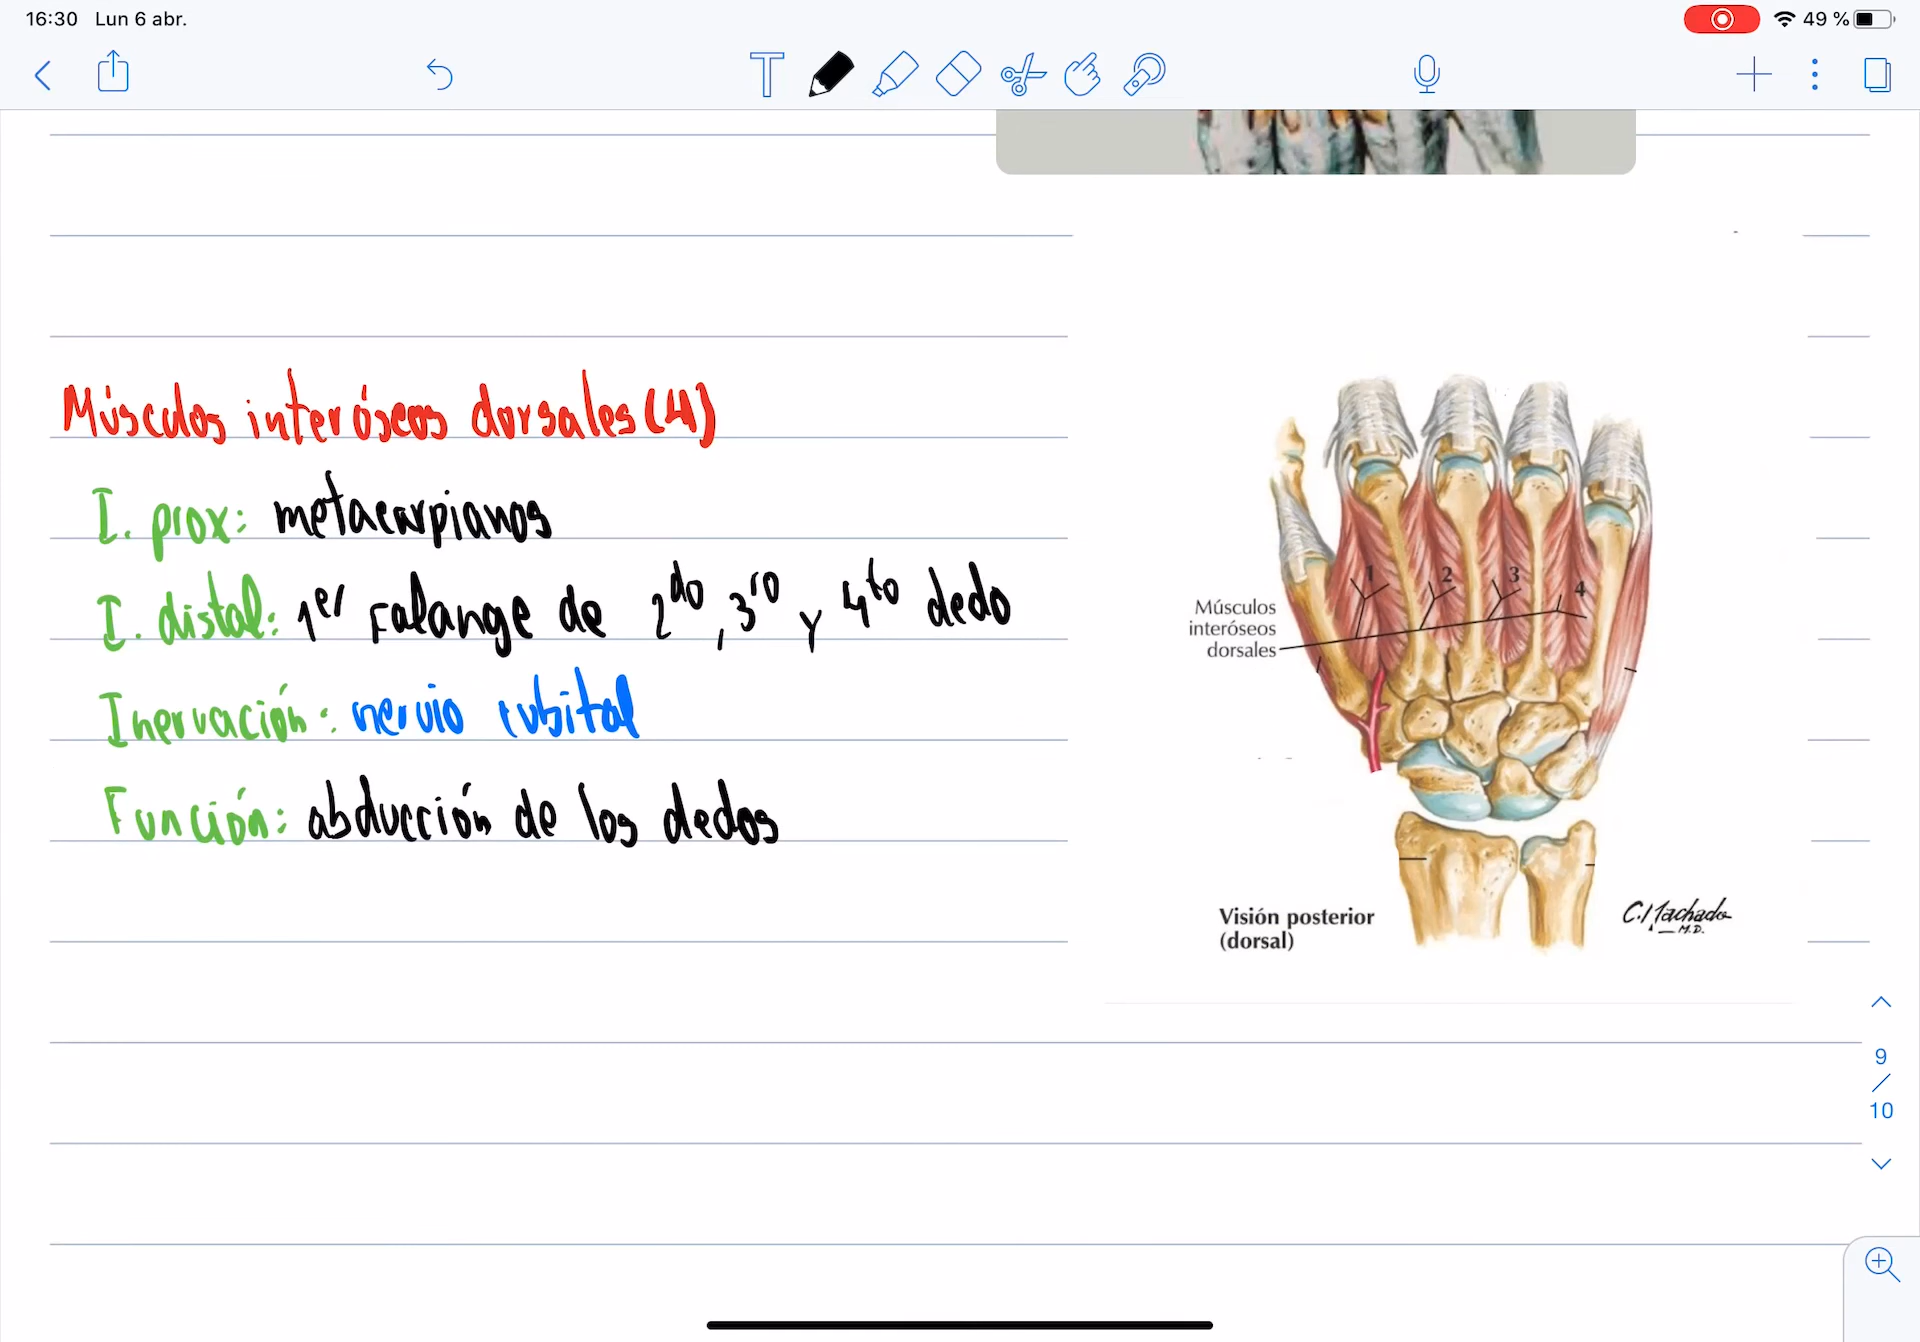 16:30 Lun 6 abr.
49 %
Músculos interóseos dorsales (4)
I. prox: metacarpianos
I. distal: 1er falange de 2do, 3ro y 4to dedo
Inervación: nervio cubital
Función: abducción de los dedos
1 2 3 4
Músculos
interóseos
dorsales
Visión posterior
(dorsal)
C. Machado
M.D.
9
/
10